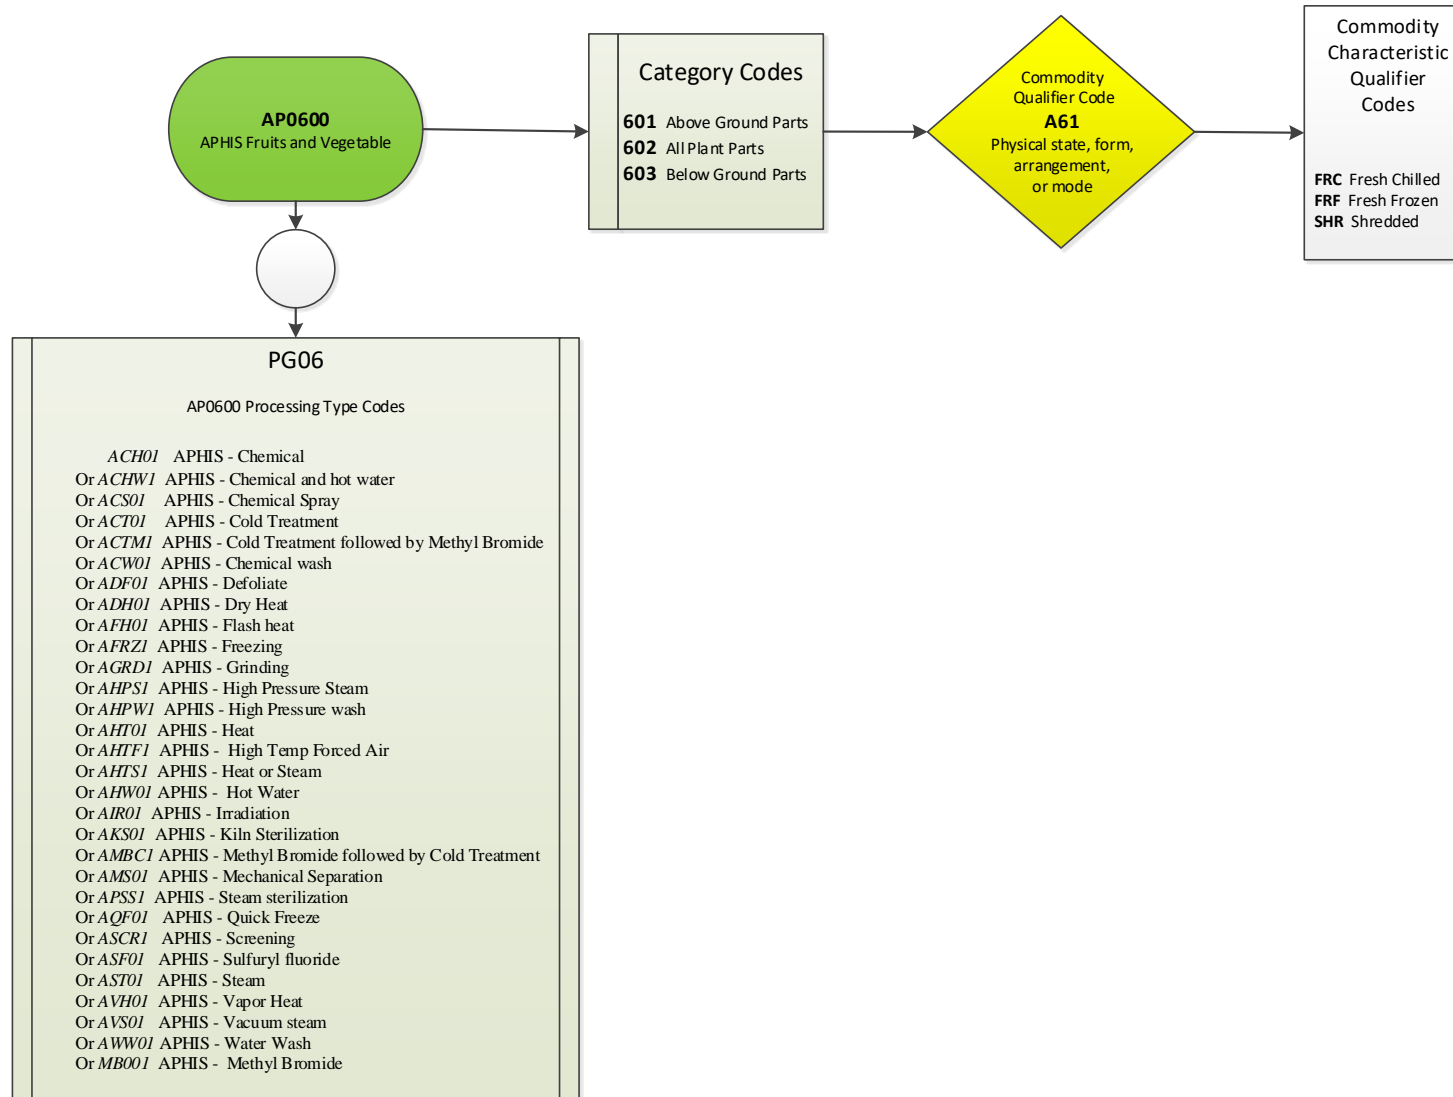 AP0600
APHIS Fruits and Vegetable
Category Codes
601 Above Ground Parts
602 All Plant Parts
603 Below Ground Parts
Commodity
Qualifier Code
A61
Physical state, form,
arrangement,
or mode
Commodity
Characteristic
Qualifier
Codes
FRC Fresh Chilled
FRF Fresh Frozen
SHR Shredded
PG06
AP0600 Processing Type Codes
ACH01 APHIS - Chemical
Or ACHW1 APHIS - Chemical and hot water
Or ACS01 APHIS - Chemical Spray
Or ACT01 APHIS - Cold Treatment
Or ACTM1 APHIS - Cold Treatment followed by Methyl Bromide
Or ACW01 APHIS - Chemical wash
Or ADF01 APHIS - Defoliate
Or ADH01 APHIS - Dry Heat
Or AFH01 APHIS - Flash heat
Or AFRZ1 APHIS - Freezing
Or AGRD1 APHIS - Grinding
Or AHPS1 APHIS - High Pressure Steam
Or AHPW1 APHIS - High Pressure wash
Or AHT01 APHIS - Heat
Or AHTF1 APHIS - High Temp Forced Air
Or AHTS1 APHIS - Heat or Steam
Or AHW01 APHIS - Hot Water
Or AIR01 APHIS - Irradiation
Or AKS01 APHIS - Kiln Sterilization
Or AMBC1 APHIS - Methyl Bromide followed by Cold Treatment
Or AMS01 APHIS - Mechanical Separation
Or APSS1 APHIS - Steam sterilization
Or AQF01 APHIS - Quick Freeze
Or ASCR1 APHIS - Screening
Or ASF01 APHIS - Sulfuryl fluoride
Or AST01 APHIS - Steam
Or AVH01 APHIS - Vapor Heat
Or AVS01 APHIS - Vacuum steam
Or AWW01 APHIS - Water Wash
Or MB001 APHIS - Methyl Bromide